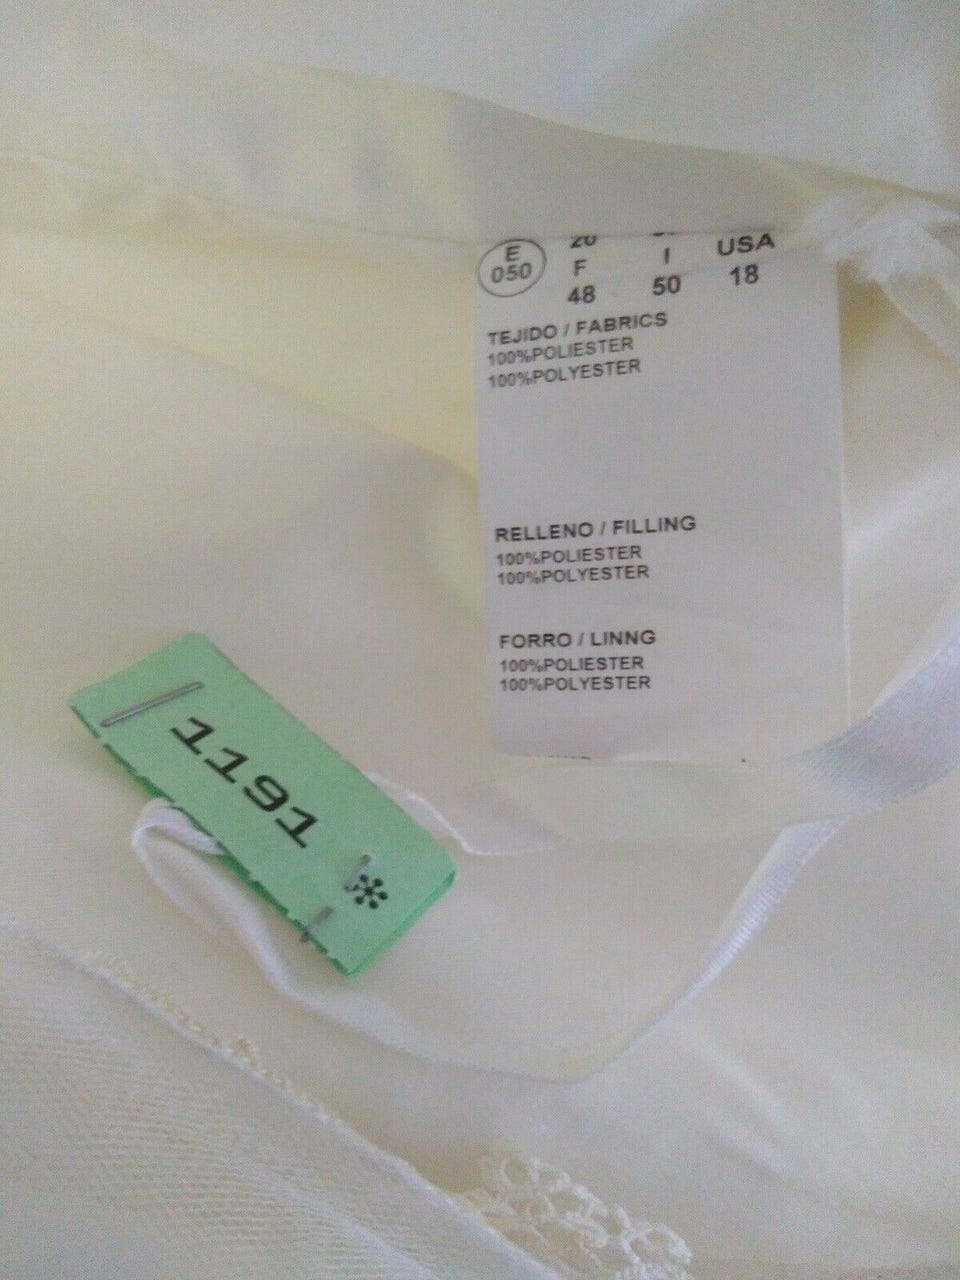 E
050
20
F I USA
48 50 18
TEJIDO / FABRICS
100%POLIESTER
100%POLYESTER
RELLENO / FILLING
100%POLIESTER
100%POLYESTER
FORRO / LINNG
100%POLIESTER
100%POLYESTER
1191*